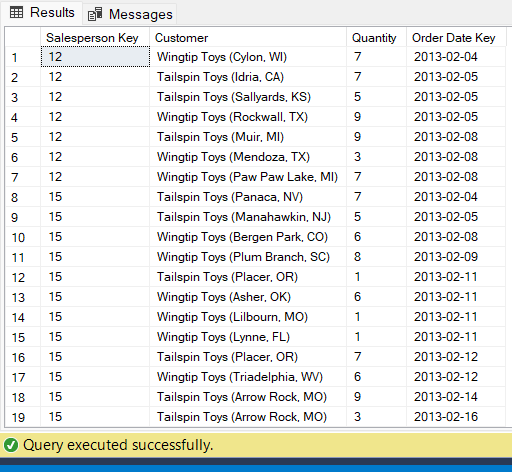 Results Messages
Salesperson Key Customer Quantity Order Date Key
1 12 Wingtip Toys (Cylon, WI) 7 2013-02-04
2 12 Tailspin Toys (Idria, CA) 7 2013-02-05
3 12 Tailspin Toys (Sallyards, KS) 5 2013-02-05
4 12 Wingtip Toys (Rockwall, TX) 9 2013-02-05
5 12 Tailspin Toys (Muir, MI) 9 2013-02-08
6 12 Wingtip Toys (Mendoza, TX) 3 2013-02-08
7 12 Wingtip Toys (Paw Paw Lake, MI) 7 2013-02-08
8 15 Tailspin Toys (Panaca, NV) 7 2013-02-04
9 15 Tailspin Toys (Manahawkin, NJ) 5 2013-02-05
10 15 Wingtip Toys (Bergen Park, CO) 6 2013-02-08
11 15 Wingtip Toys (Plum Branch, SC) 8 2013-02-09
12 15 Tailspin Toys (Placer, OR) 1 2013-02-11
13 15 Wingtip Toys (Asher, OK) 6 2013-02-11
14 15 Wingtip Toys (Lilbourn, MO) 1 2013-02-11
15 15 Wingtip Toys (Lynne, FL) 1 2013-02-11
16 15 Tailspin Toys (Placer, OR) 7 2013-02-12
17 15 Wingtip Toys (Triadelphia, WV) 6 2013-02-12
18 15 Tailspin Toys (Arrow Rock, MO) 9 2013-02-14
19 15 Tailspin Toys (Arrow Rock, MO) 3 2013-02-16
Query executed successfully.